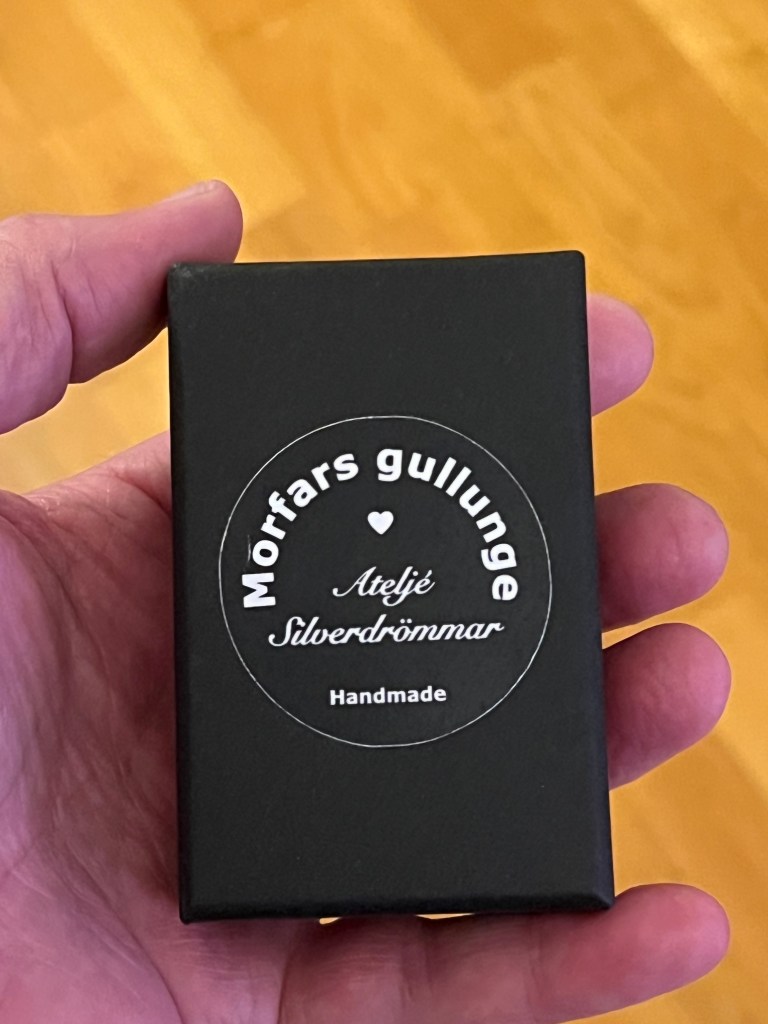 Morfars gullunge
Ateljé
Silverdrömmar
Handmade